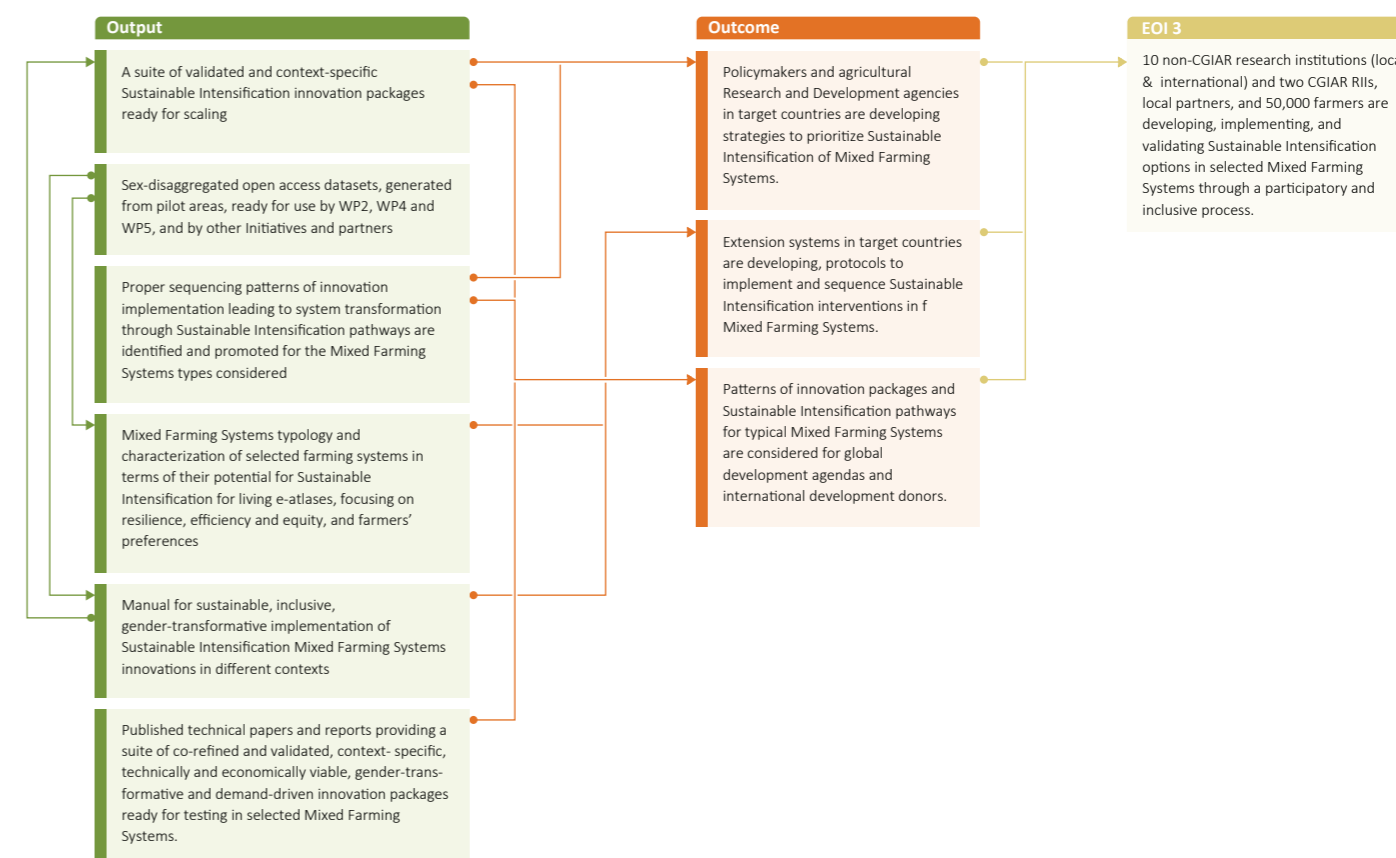 Output
A suite of validated and context-specific
Sustainable Intensification innovation packages
ready for scaling
Sex-disaggregated open access datasets, generated
from pilot areas, ready for use by WP2, WP4 and
WP5, and by other Initiatives and partners
Proper sequencing patterns of innovation
implementation leading to system transformation
through Sustainable Intensification pathways are
identified and promoted for the Mixed Farming
Systems types considered
Mixed Farming Systems typology and
characterization of selected farming systems in
terms of their potential for Sustainable
Intensification for living e-atlases, focusing on
resilience, efficiency and equity, and farmers’
preferences
Manual for sustainable, inclusive,
gender-transformative implementation of
Sustainable Intensification Mixed Farming Systems
innovations in different contexts
Published technical papers and reports providing a
suite of co-refined and validated, context- specific,
technically and economically viable, gender-trans-
formative and demand-driven innovation packages
ready for testing in selected Mixed Farming
Systems.
Outcome
Policymakers and agricultural
Research and Development agencies
in target countries are developing
strategies to prioritize Sustainable
Intensification of Mixed Farming
Systems.
Extension systems in target countries
are developing, protocols to
implement and sequence Sustainable
Intensification interventions in f
Mixed Farming Systems.
Patterns of innovation packages and
Sustainable Intensification pathways
for typical Mixed Farming Systems
are considered for global
development agendas and
international development donors.
EOI 3
10 non-CGIAR research institutions (loca
& international) and two CGIAR RIIs,
local partners, and 50,000 farmers are
developing, implementing, and
validating Sustainable Intensification
options in selected Mixed Farming
Systems through a participatory and
inclusive process.